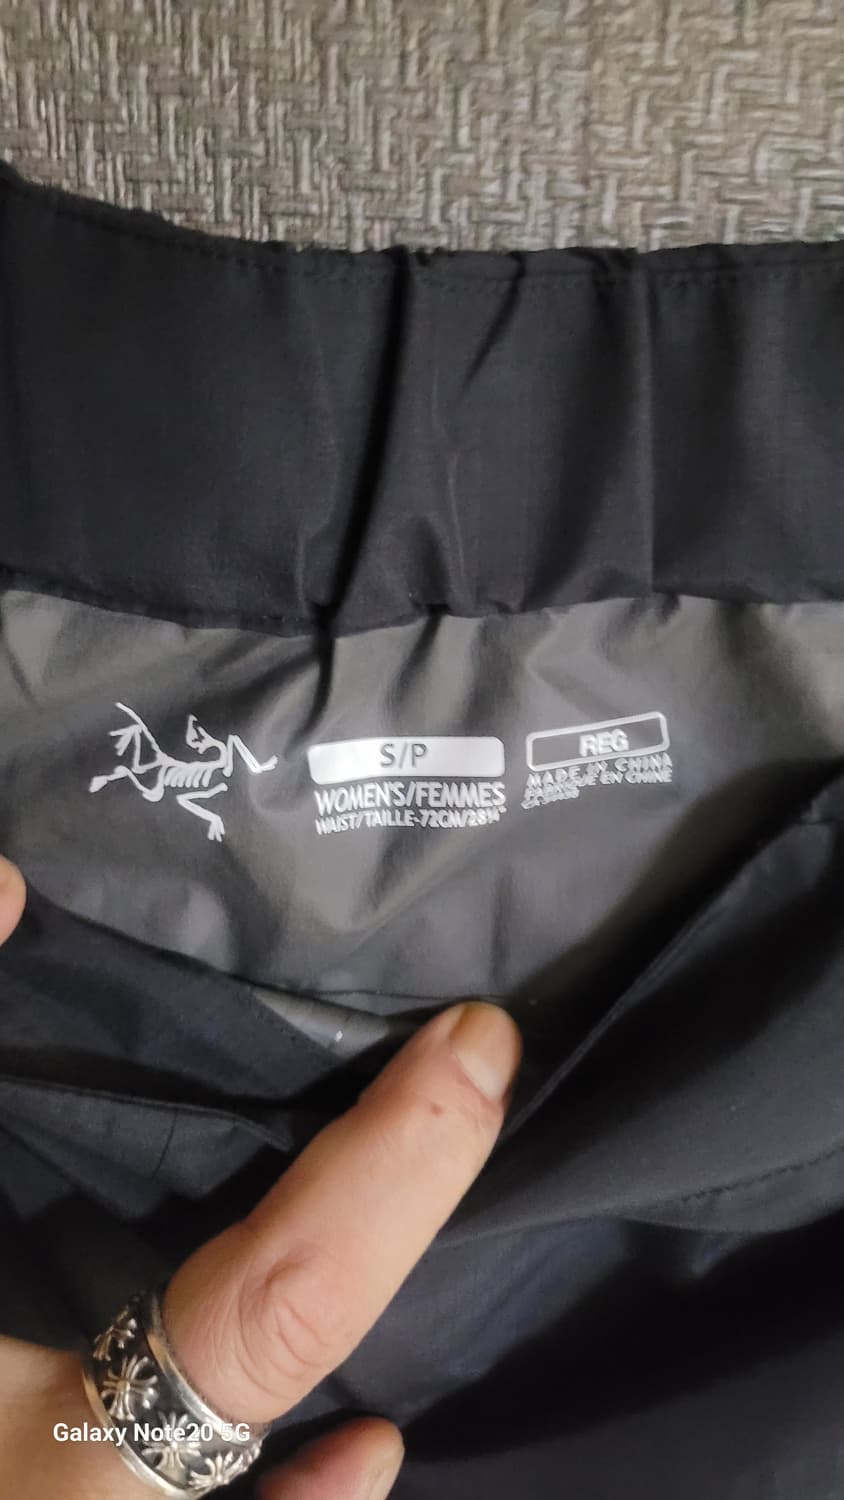 S/P
WOMEN'S/FEMMES
WAIST/TAILLE-72CM/28¼"
REG
MADE IN CHINA
FABRIQUÉ EN CHINE
Galaxy Note20 5G